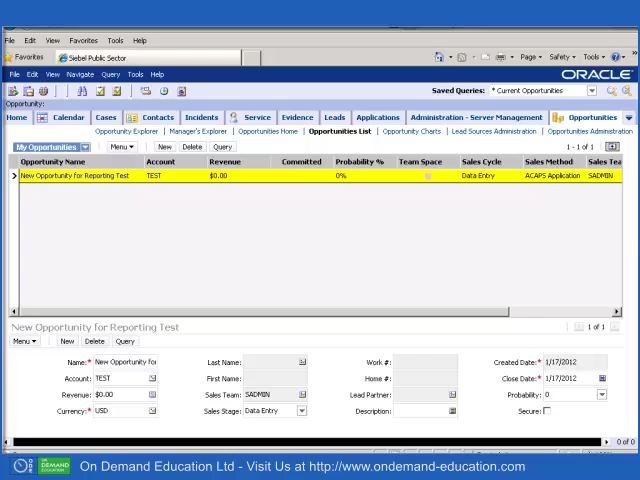 File Edit View Favorites Tools Help
Favorites Siebel Public Sector Page Safety Tools
File Edit View Navigate Query Tools Help ORACLE
Saved Queries: * Current Opportunities
Opportunity:
Home Calendar Cases Contacts Incidents Service Evidence Leads Applications Administration - Server Management Opportunities
Opportunity Explorer Manager's Explorer Opportunities Home Opportunities List Opportunity Charts Lead Sources Administration Opportunities Administration
My Opportunities Menu New Delete Query 1 - 1 of 1
Opportunity Name Account Revenue Committed Probability % Team Space Sales Cycle Sales Method Sales Tea
New Opportunity for Reporting Test TEST $0.00 0% Data Entry ACAPS Application SADMIN
New Opportunity for Reporting Test 1 of 1
Menu New Delete Query
Name:* New Opportunity for Last Name: Work #: Created Date:* 1/17/2012
Account: TEST First Name: Home #: Close Date:* 1/17/2012
Revenue:* $0.00 Sales Team: SADMIN Lead Partner: Probability: 0
Currency:* USD Sales Stage: Data Entry Description: Secure:
0 of 0
ONE ON DEMAND EDUCATION On Demand Education Ltd - Visit Us at http://www.ondemand-education.com